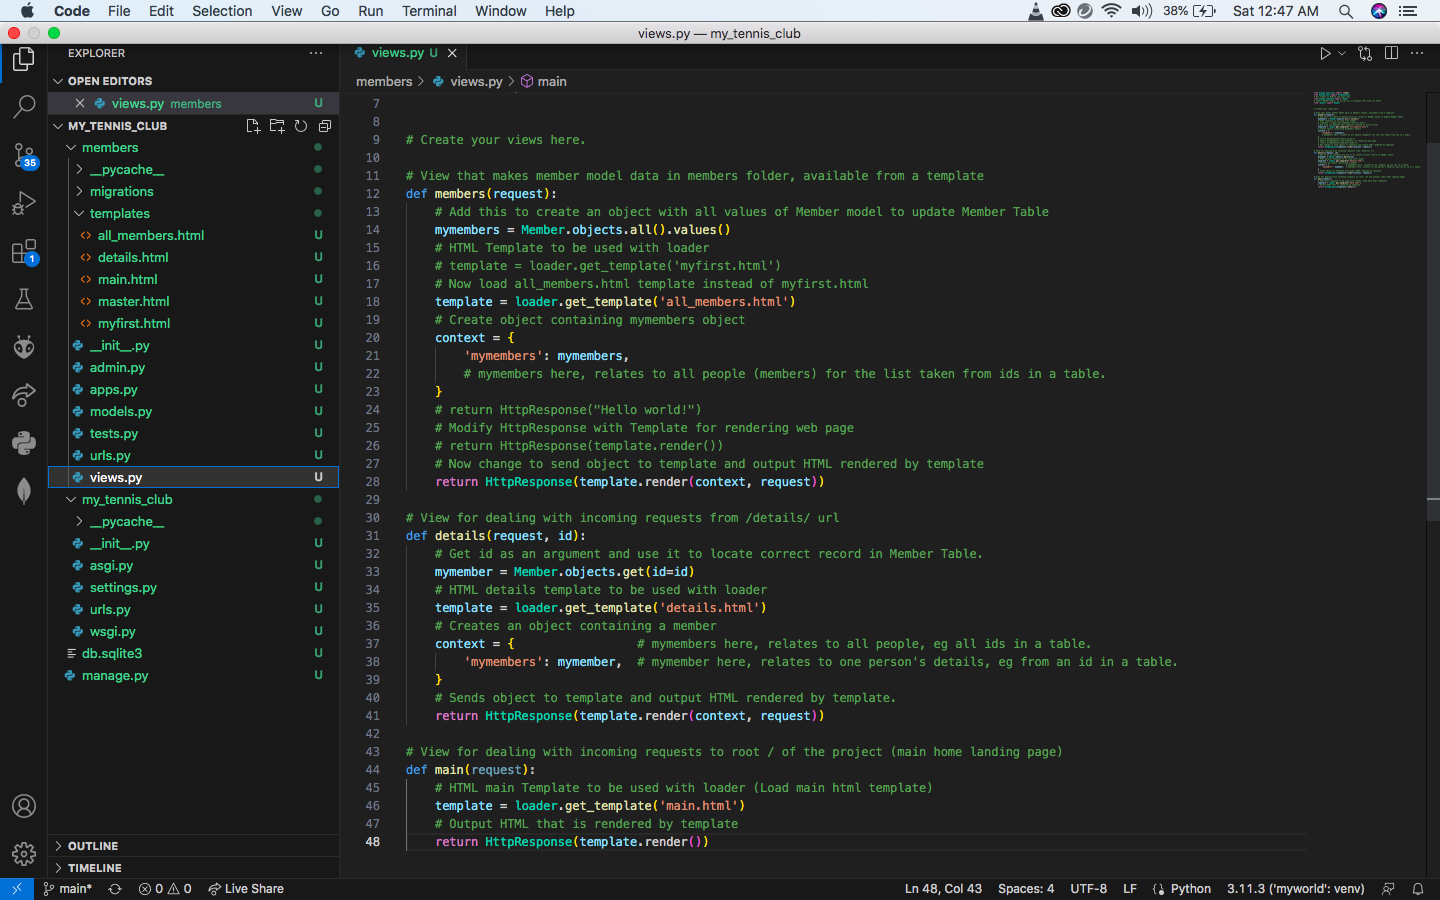 Code File Edit Selection View Go Run Terminal Window Help 38% Sat 12:47 AM
views.py — my_tennis_club
EXPLORER
OPEN EDITORS
views.py members U
MY_TENNIS_CLUB
members
__pycache__
migrations
templates
all_members.html U
details.html U
main.html U
master.html U
myfirst.html U
__init__.py U
admin.py U
apps.py U
models.py U
tests.py U
urls.py U
views.py U
my_tennis_club
__pycache__
__init__.py U
asgi.py U
settings.py U
urls.py U
wsgi.py U
db.sqlite3 U
manage.py U
OUTLINE
TIMELINE
35
1
views.py U
members > views.py > main
7
8
9 # Create your views here.
10
11 # View that makes member model data in members folder, available from a template
12 def members(request):
13 # Add this to create an object with all values of Member model to update Member Table
14 mymembers = Member.objects.all().values()
15 # HTML Template to be used with loader
16 # template = loader.get_template('myfirst.html')
17 # Now load all_members.html template instead of myfirst.html
18 template = loader.get_template('all_members.html')
19 # Create object containing mymembers object
20 context = {
21 'mymembers': mymembers,
22 # mymembers here, relates to all people (members) for the list taken from ids in a table.
23 }
24 # return HttpResponse("Hello world!")
25 # Modify HttpResponse with Template for rendering web page
26 # return HttpResponse(template.render())
27 # Now change to send object to template and output HTML rendered by template
28 return HttpResponse(template.render(context, request))
29
30 # View for dealing with incoming requests from /details/ url
31 def details(request, id):
32 # Get id as an argument and use it to locate correct record in Member Table.
33 mymember = Member.objects.get(id=id)
34 # HTML details template to be used with loader
35 template = loader.get_template('details.html')
36 # Creates an object containing a member
37 context = { # mymembers here, relates to all people, eg all ids in a table.
38 'mymembers': mymember, # mymember here, relates to one person's details, eg from an id in a table.
39 }
40 # Sends object to template and output HTML rendered by template.
41 return HttpResponse(template.render(context, request))
42
43 # View for dealing with incoming requests to root / of the project (main home landing page)
44 def main(request):
45 # HTML main Template to be used with loader (Load main html template)
46 template = loader.get_template('main.html')
47 # Output HTML that is rendered by template
48 return HttpResponse(template.render())
main* 0 0 Live Share Ln 48, Col 43 Spaces: 4 UTF-8 LF Python 3.11.3 ('myworld': venv)